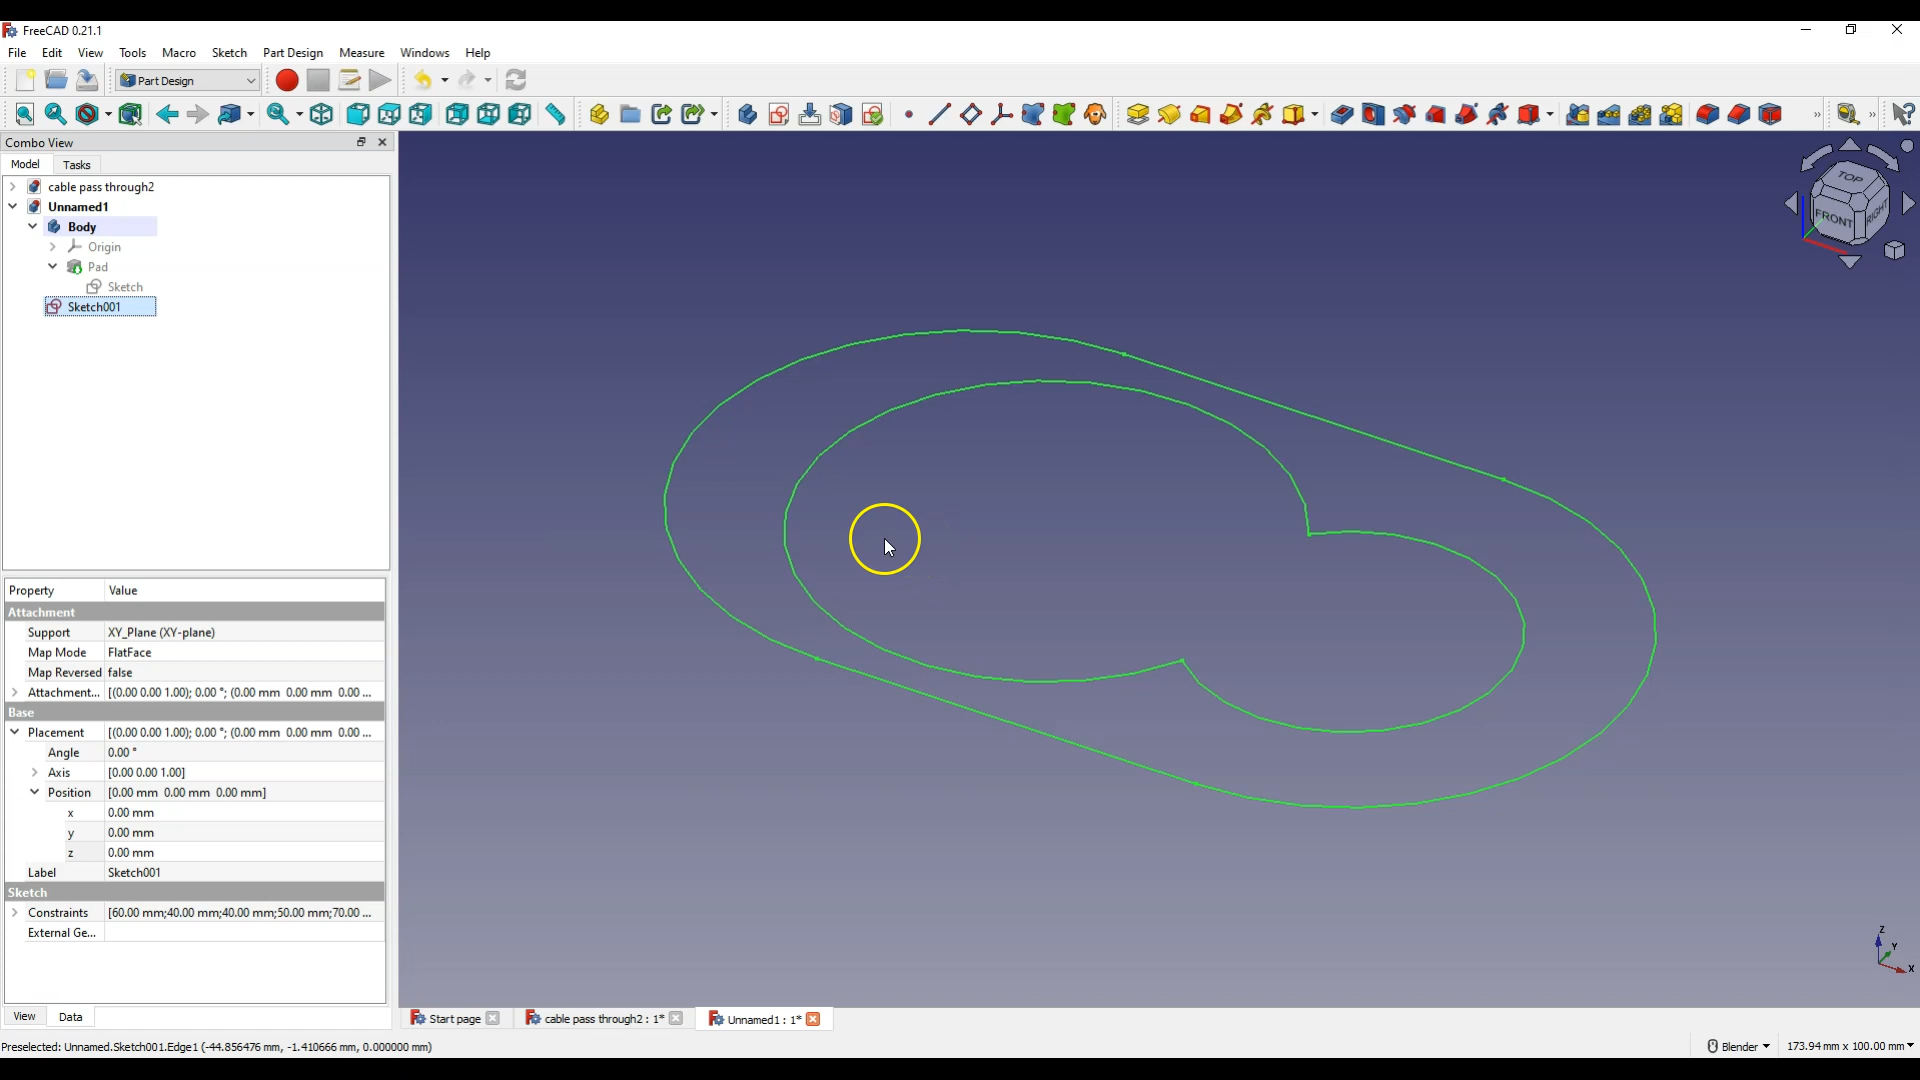 FreeCAD 0.21.1
File Edit View Tools Macro Sketch Part Design Measure Windows Help
Part Design
Combo View
Model Tasks
cable pass through2
Unnamed1
Body
Origin
Pad
Sketch
Sketch001
TOP
FRONT
RIGHT
Property Value
Attachment
Support XY_Plane (XY-plane)
Map Mode FlatFace
Map Reversed false
Attachment... [(0.00 0.00 1.00); 0.00 °; (0.00 mm 0.00 mm 0.00 ...
Base
Placement [(0.00 0.00 1.00); 0.00 °; (0.00 mm 0.00 mm 0.00 ...
Angle 0.00 °
Axis [0.00 0.00 1.00]
Position [0.00 mm 0.00 mm 0.00 mm]
x 0.00 mm
y 0.00 mm
z 0.00 mm
Label Sketch001
Sketch
Constraints [60.00 mm;40.00 mm;40.00 mm;50.00 mm;70.00 ...
External Ge...
Z
Y
X
View Data
Start page cable pass through2 : 1* Unnamed1 : 1*
Preselected: Unnamed.Sketch001.Edge1 (-44.856476 mm, -1.410666 mm, 0.000000 mm)
Blender 173.94 mm x 100.00 mm